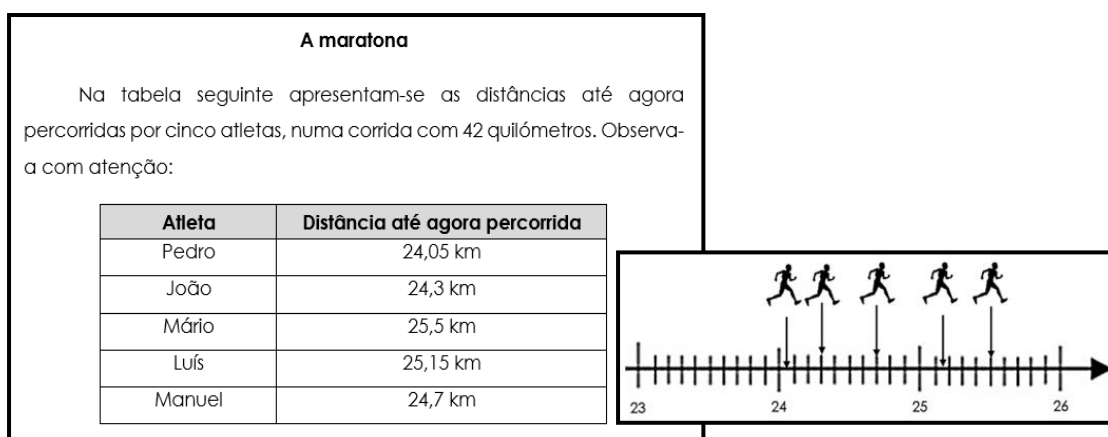 A maratona
Na tabela seguinte apresentam-se as distâncias até agora
percorridas por cinco atletas, numa corrida com 42 quilómetros. Observa-
a com atenção:
Atleta Distância até agora percorrida
Pedro 24,05 km
João 24,3 km
Mário 25,5 km
Luís 25,15 km
Manuel 24,7 km
23 24 25 26